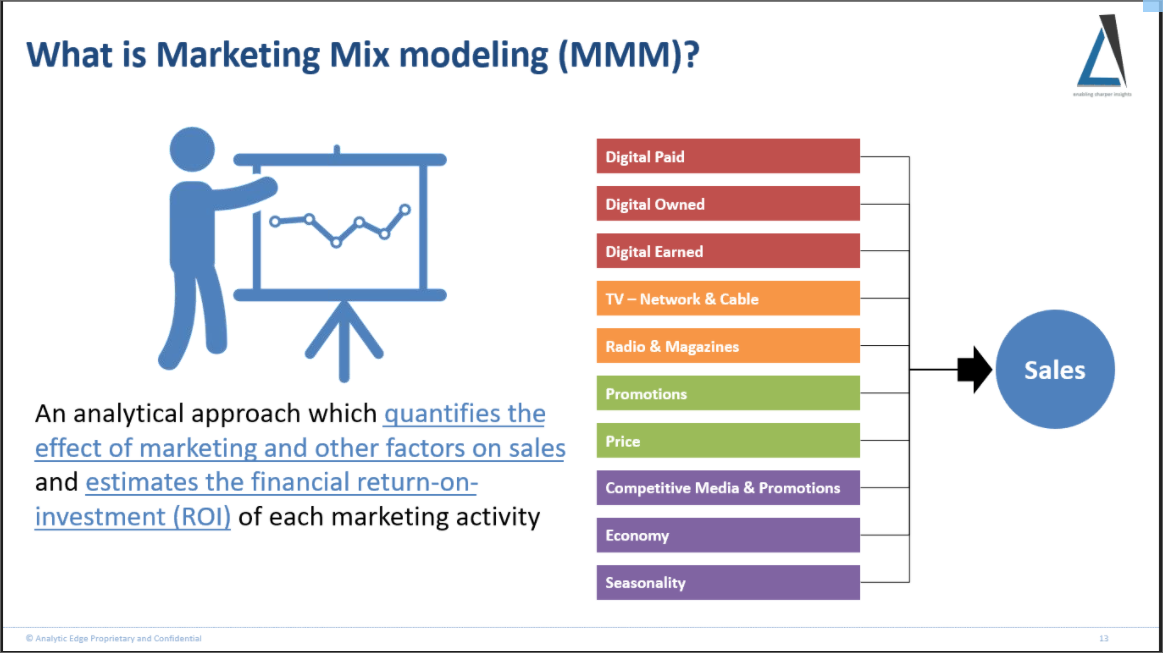 What is Marketing Mix modeling (MMM)?
enabling sharper insights
Digital Paid
Digital Owned
Digital Earned
TV – Network & Cable
Radio & Magazines
Promotions
Price
Competitive Media & Promotions
Economy
Seasonality
Sales
An analytical approach which quantifies the
effect of marketing and other factors on sales
and estimates the financial return-on-
investment (ROI) of each marketing activity
© Analytic Edge Proprietary and Confidential
13